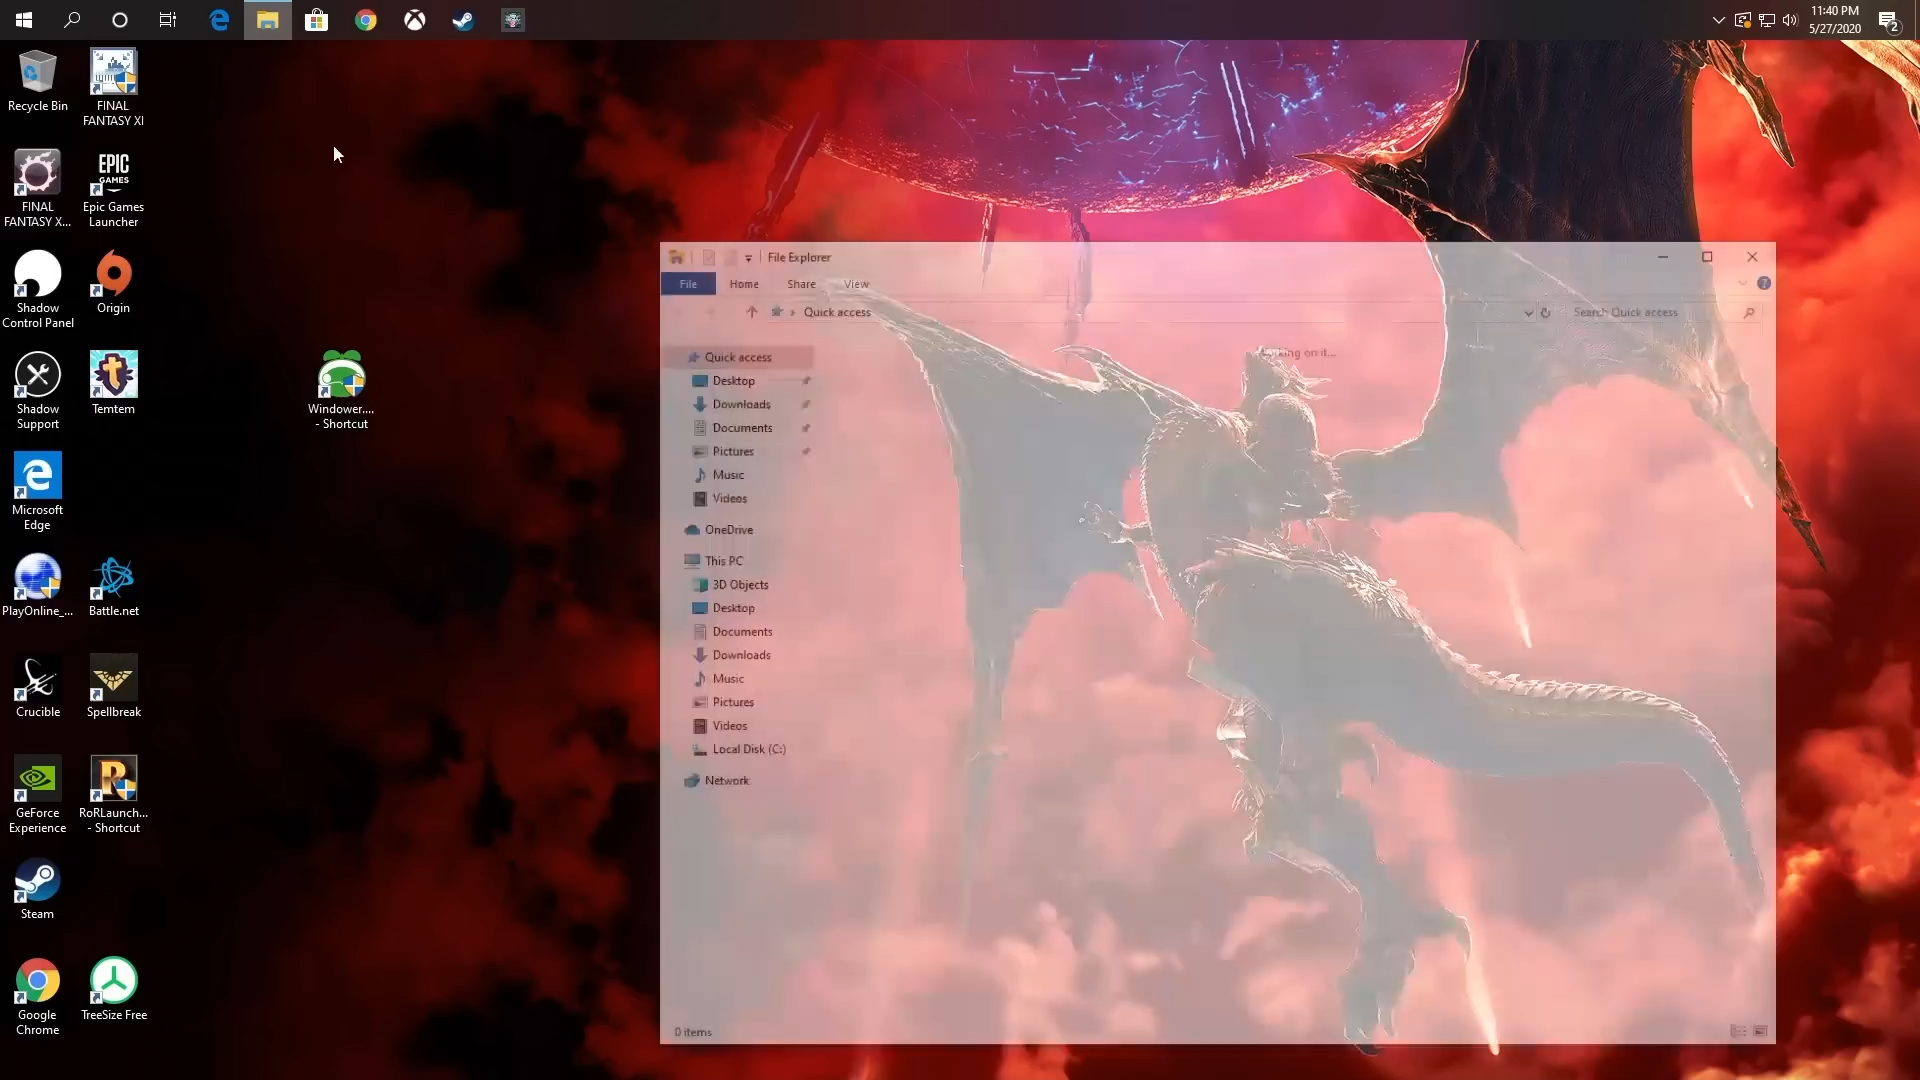 11:40 PM
5/27/2020
2
Recycle Bin
FINAL
FANTASY XI
FINAL
FANTASY X...
EPIC
GAMES
Epic Games
Launcher
Shadow
Control Panel
Origin
Shadow
Support
Temtem
Windower....
- Shortcut
Microsoft
Edge
PlayOnline_...
Battle.net
Crucible
Spellbreak
GeForce
Experience
RoRLaunch...
- Shortcut
Steam
Google
Chrome
TreeSize Free
File Explorer
File Home Share View
Quick access
Search Quick access
Working on it...
Quick access
Desktop
Downloads
Documents
Pictures
Music
Videos
OneDrive
This PC
3D Objects
Desktop
Documents
Downloads
Music
Pictures
Videos
Local Disk (C:)
Network
0 items